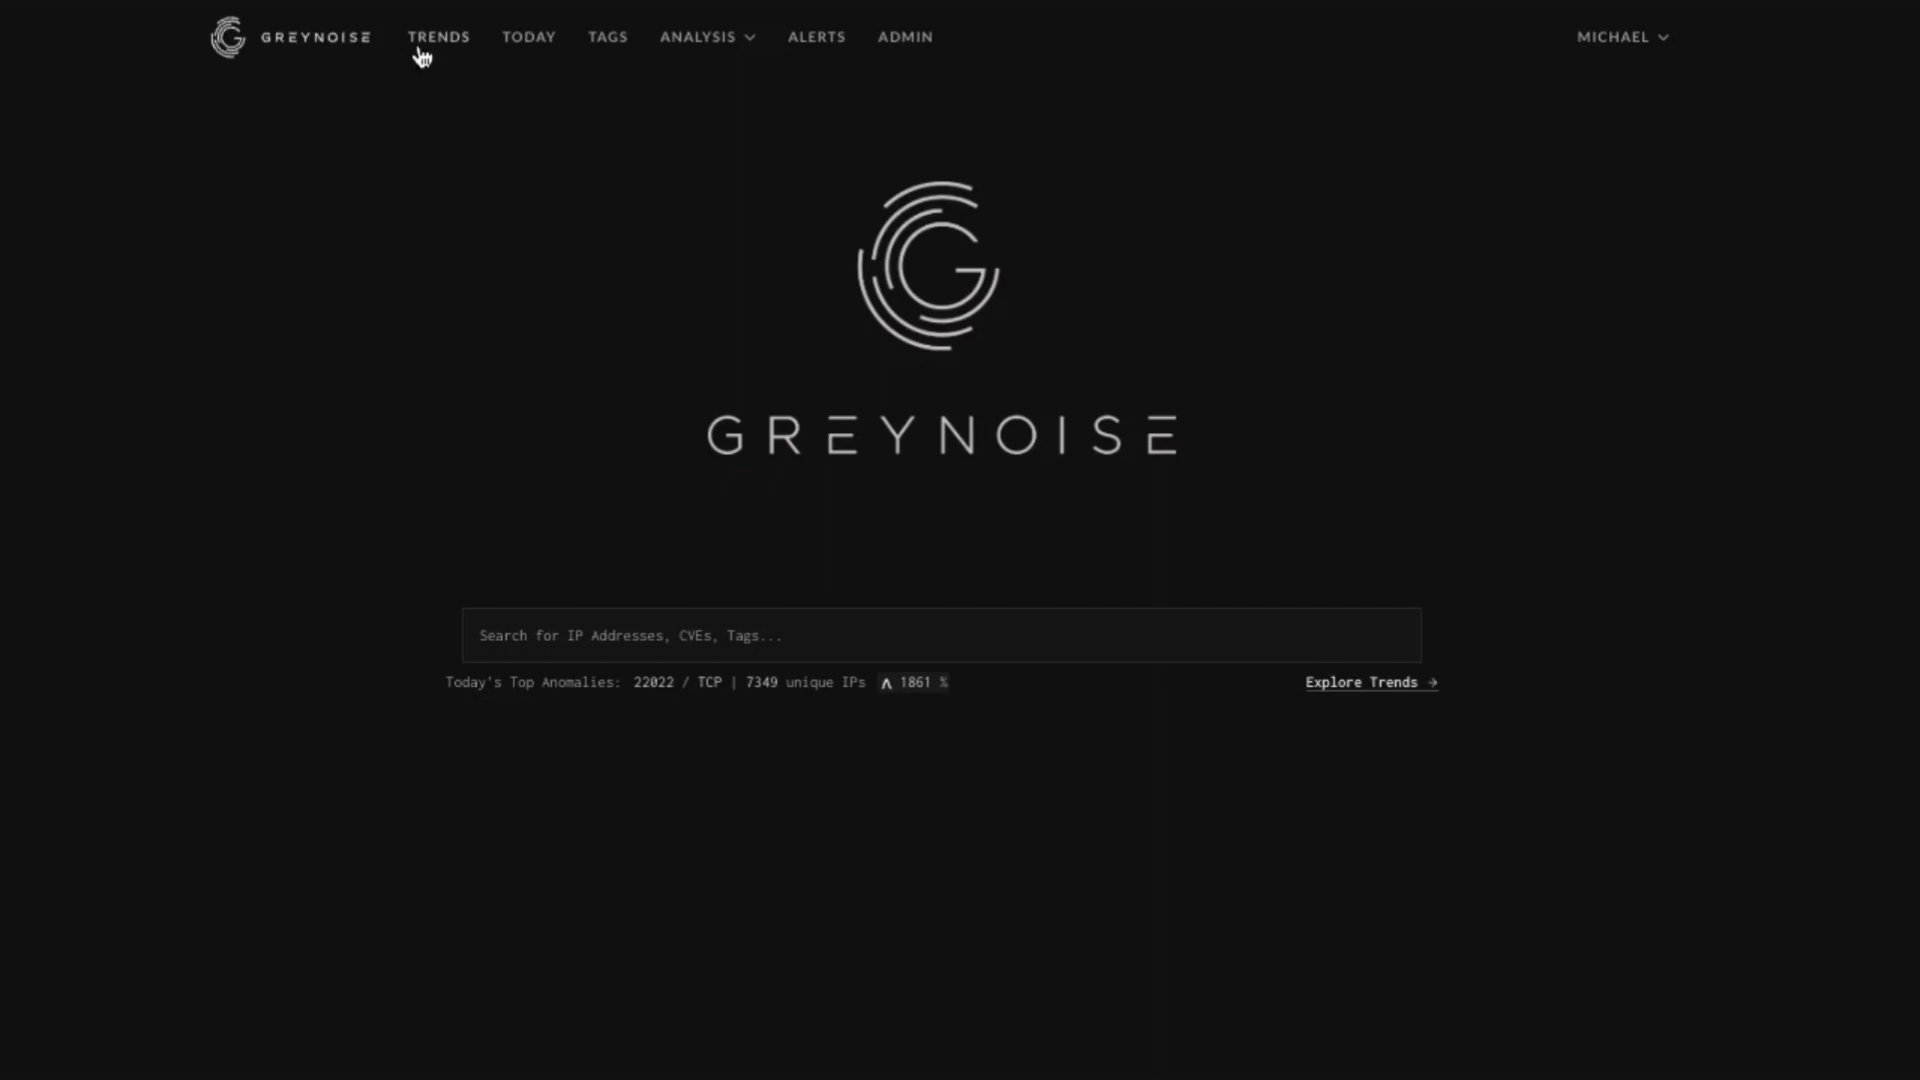 GREYNOISE TRENDS TODAY TAGS ANALYSIS ALERTS ADMIN MICHAEL
GREYNOISE
Search for IP Addresses, CVEs, Tags...
Today's Top Anomalies: 22022 / TCP | 7349 unique IPs ∧ 1861 % Explore Trends →